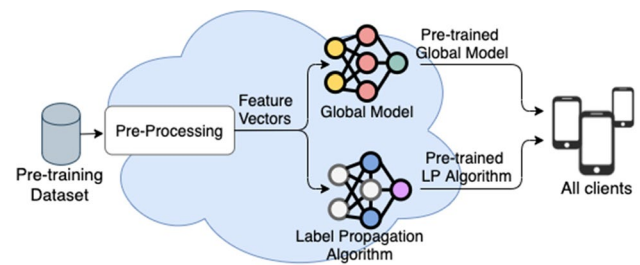 Pre-training
Dataset
Pre-Processing
Feature
Vectors
Global Model
Label Propagation
Algorithm
Pre-trained
Global Model
Pre-trained
LP Algorithm
All clients